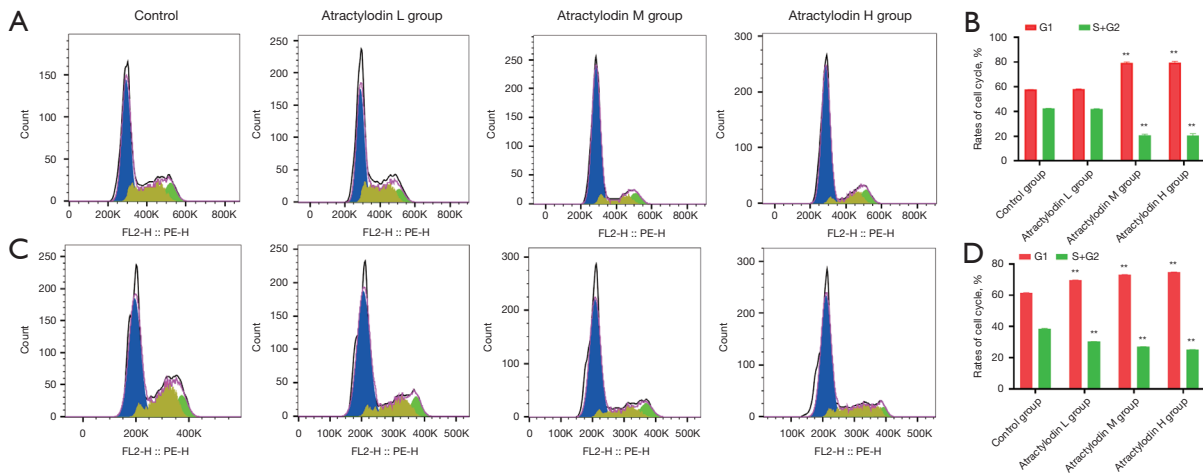 A
Control
Atractylodin L group
Atractylodin M group
Atractylodin H group
B
G1
S+G2
Count
150
100
50
0
0
200K
400K
600K
800K
FL2-H :: PE-H
Count
250
200
150
100
50
0
0
200K
400K
600K
800K
FL2-H :: PE-H
Count
300
200
100
0
0
200K
400K
600K
800K
FL2-H :: PE-H
Count
300
200
100
0
0
200K
400K
600K
800K
FL2-H :: PE-H
Rates of cell cycle, %
100
80
60
40
20
0
**
**
**
**
Control group
Atractylodin L group
Atractylodin M group
Atractylodin H group
C
Count
250
200
150
100
50
0
0
200K
400K
FL2-H :: PE-H
Count
250
200
150
100
50
0
0
100K
200K
300K
400K
500K
FL2-H :: PE-H
Count
300
200
100
0
0
100K
200K
300K
400K
500K
FL2-H :: PE-H
Count
300
200
100
0
100K
200K
300K
400K
500K
FL2-H :: PE-H
D
G1
S+G2
Rates of cell cycle, %
80
60
40
20
0
**
**
**
**
**
**
Control group
Atractylodin L group
Atractylodin M group
Atractylodin H group